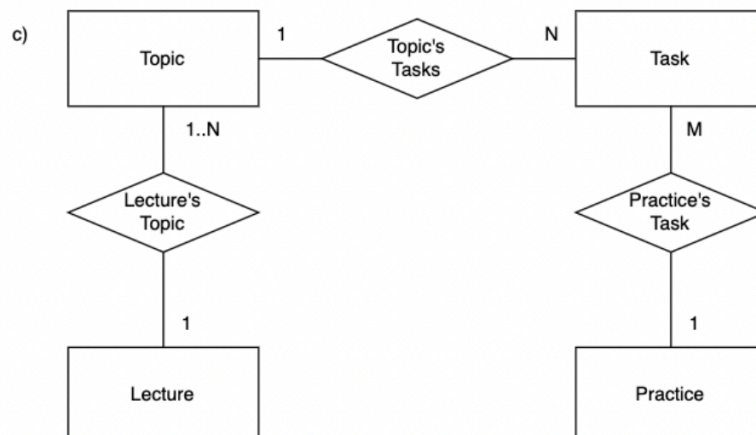 c)
Topic
1
Topic's
Tasks
N
Task
1..N
M
Lecture's
Topic
Practice's
Task
1
1
Lecture
Practice